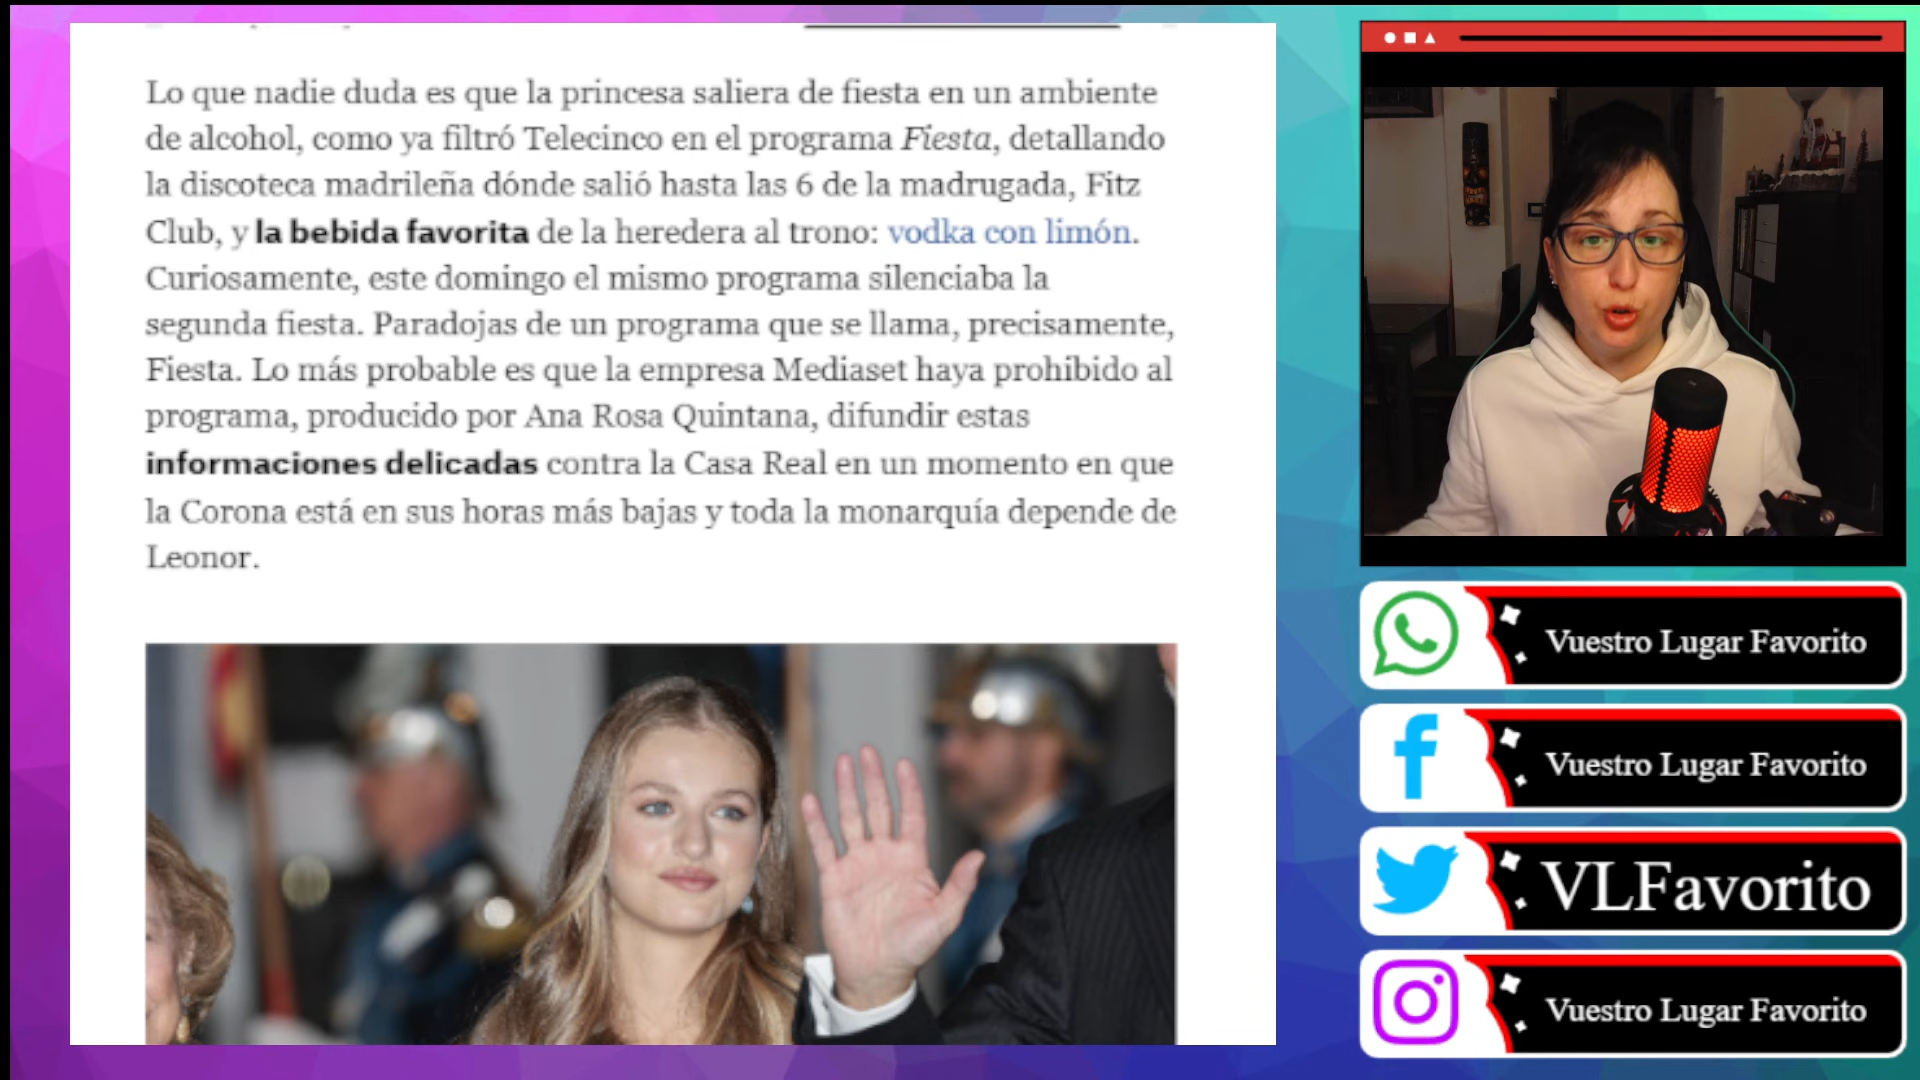 Lo que nadie duda es que la princesa saliera de fiesta en un ambiente
de alcohol, como ya filtró Telecinco en el programa Fiesta, detallando
la discoteca madrileña dónde salió hasta las 6 de la madrugada, Fitz
Club, y la bebida favorita de la heredera al trono: vodka con limón.
Curiosamente, este domingo el mismo programa silenciaba la
segunda fiesta. Paradojas de un programa que se llama, precisamente,
Fiesta. Lo más probable es que la empresa Mediaset haya prohibido al
programa, producido por Ana Rosa Quintana, difundir estas
informaciones delicadas contra la Casa Real en un momento en que
la Corona está en sus horas más bajas y toda la monarquía depende de
Leonor.
Vuestro Lugar Favorito
Vuestro Lugar Favorito
VLFavorito
Vuestro Lugar Favorito